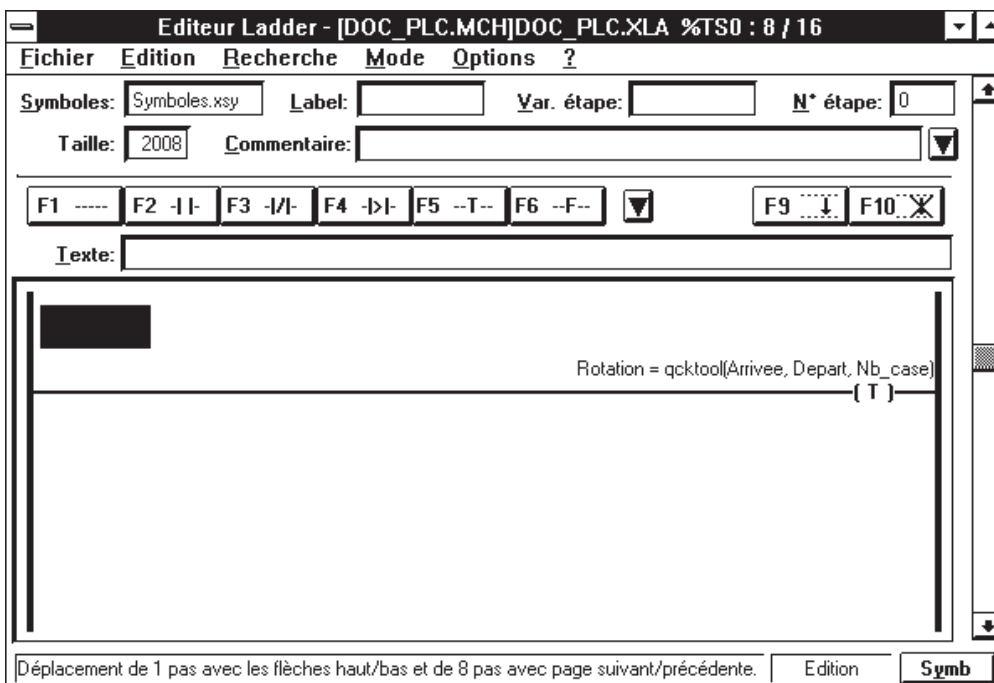 Editeur Ladder - [DOC_PLC.MCH]DOC_PLC.XLA %TS0 : 8 / 16
Fichier Edition Recherche Mode Options ?
Symboles: Symboles.xsy Label: Var. étape: N° étape: 0
Taille: 2008 Commentaire:
F1 ----- F2 -| |- F3 -|/|- F4 -|>|- F5 --T-- F6 --F-- F9 F10
Texte:
Rotation = qcktool(Arrivee, Depart, Nb_case)
( T )
Déplacement de 1 pas avec les flèches haut/bas et de 8 pas avec page suivant/précédente. Edition Symb